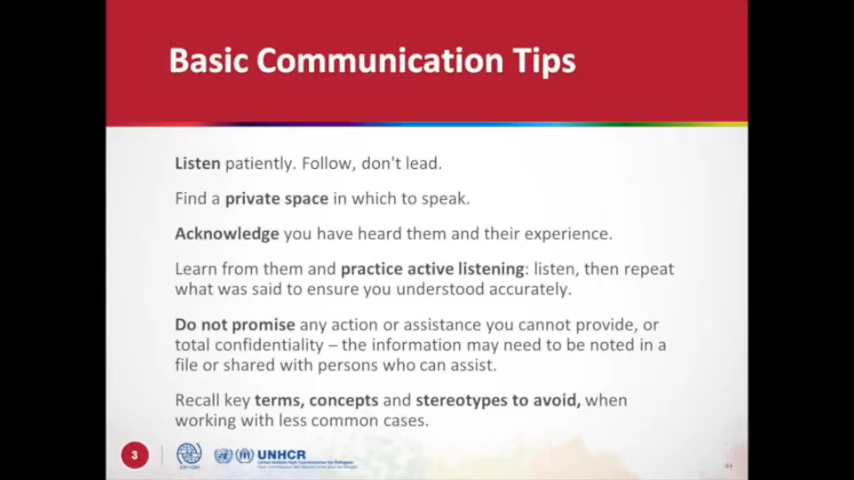 Basic Communication Tips
Listen patiently. Follow, don't lead.
Find a private space in which to speak.
Acknowledge you have heard them and their experience.
Learn from them and practice active listening: listen, then repeat
what was said to ensure you understood accurately.
Do not promise any action or assistance you cannot provide, or
total confidentiality – the information may need to be noted in a
file or shared with persons who can assist.
Recall key terms, concepts and stereotypes to avoid, when
working with less common cases.
3
UNHCR